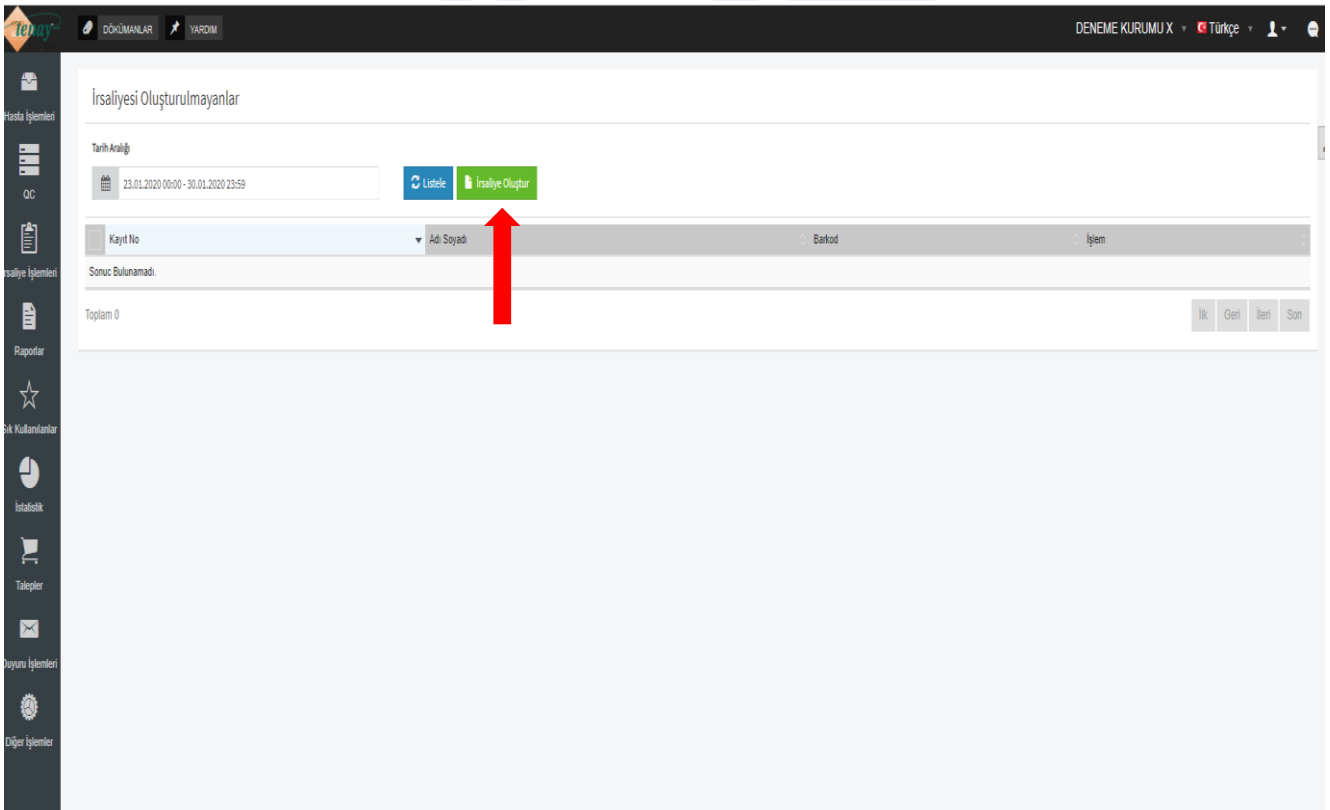 tenay
DÖKÜMANLAR YARDIM DENEME KURUMU X Türkçe
Hasta İşlemleri
QC
rsaliye İşlemleri
Raporlar
Sık Kullanılanlar
İstatistik
Talepler
Duyuru İşlemleri
Diğer İşlemler
İrsaliyesi Oluşturulmayanlar
Tarih Aralığı
23.01.2020 00:00 - 30.01.2020 23:59 Listele İrsaliye Oluştur
Kayıt No Adı Soyadı Barkod İşlem
Sonuc Bulunamadı.
Toplam 0 İlk Geri İleri Son